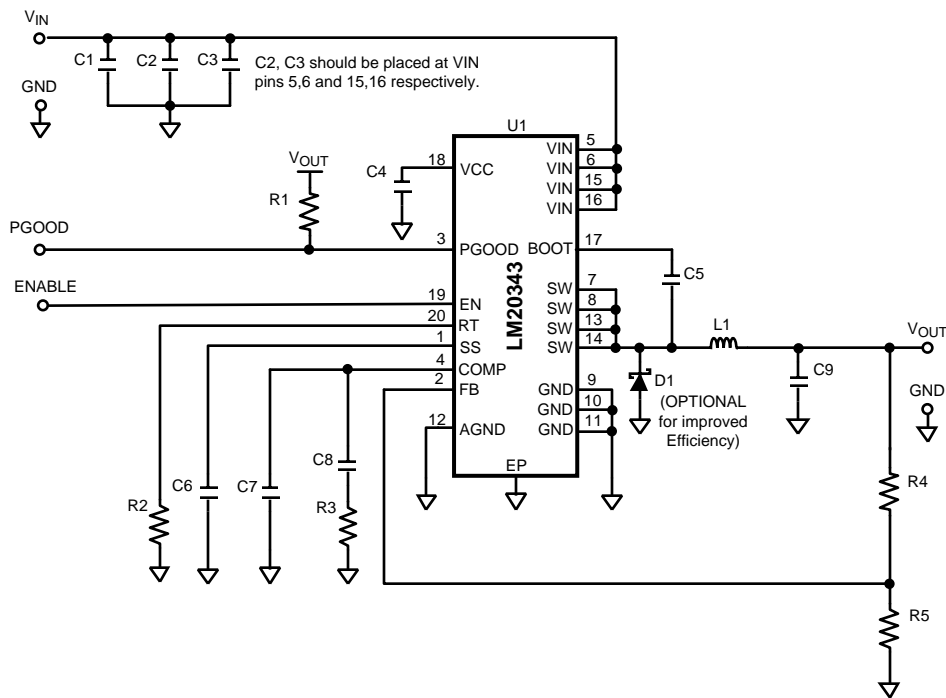 VIN
C1
C2
C3
C2, C3 should be placed at VIN
pins 5,6 and 15,16 respectively.
GND
U1
LM20343
VOUT
R1
C4
18
VCC
PGOOD
3
PGOOD
ENABLE
19
EN
20
RT
1
SS
4
COMP
2
FB
12
AGND
EP
VIN
5
VIN
6
VIN
15
VIN
16
BOOT
17
C5
SW
7
SW
8
SW
13
SW
14
GND
9
GND
10
GND
11
L1
VOUT
D1
(OPTIONAL
for improved
Efficiency)
C9
GND
R2
C6
C7
C8
R3
R4
R5